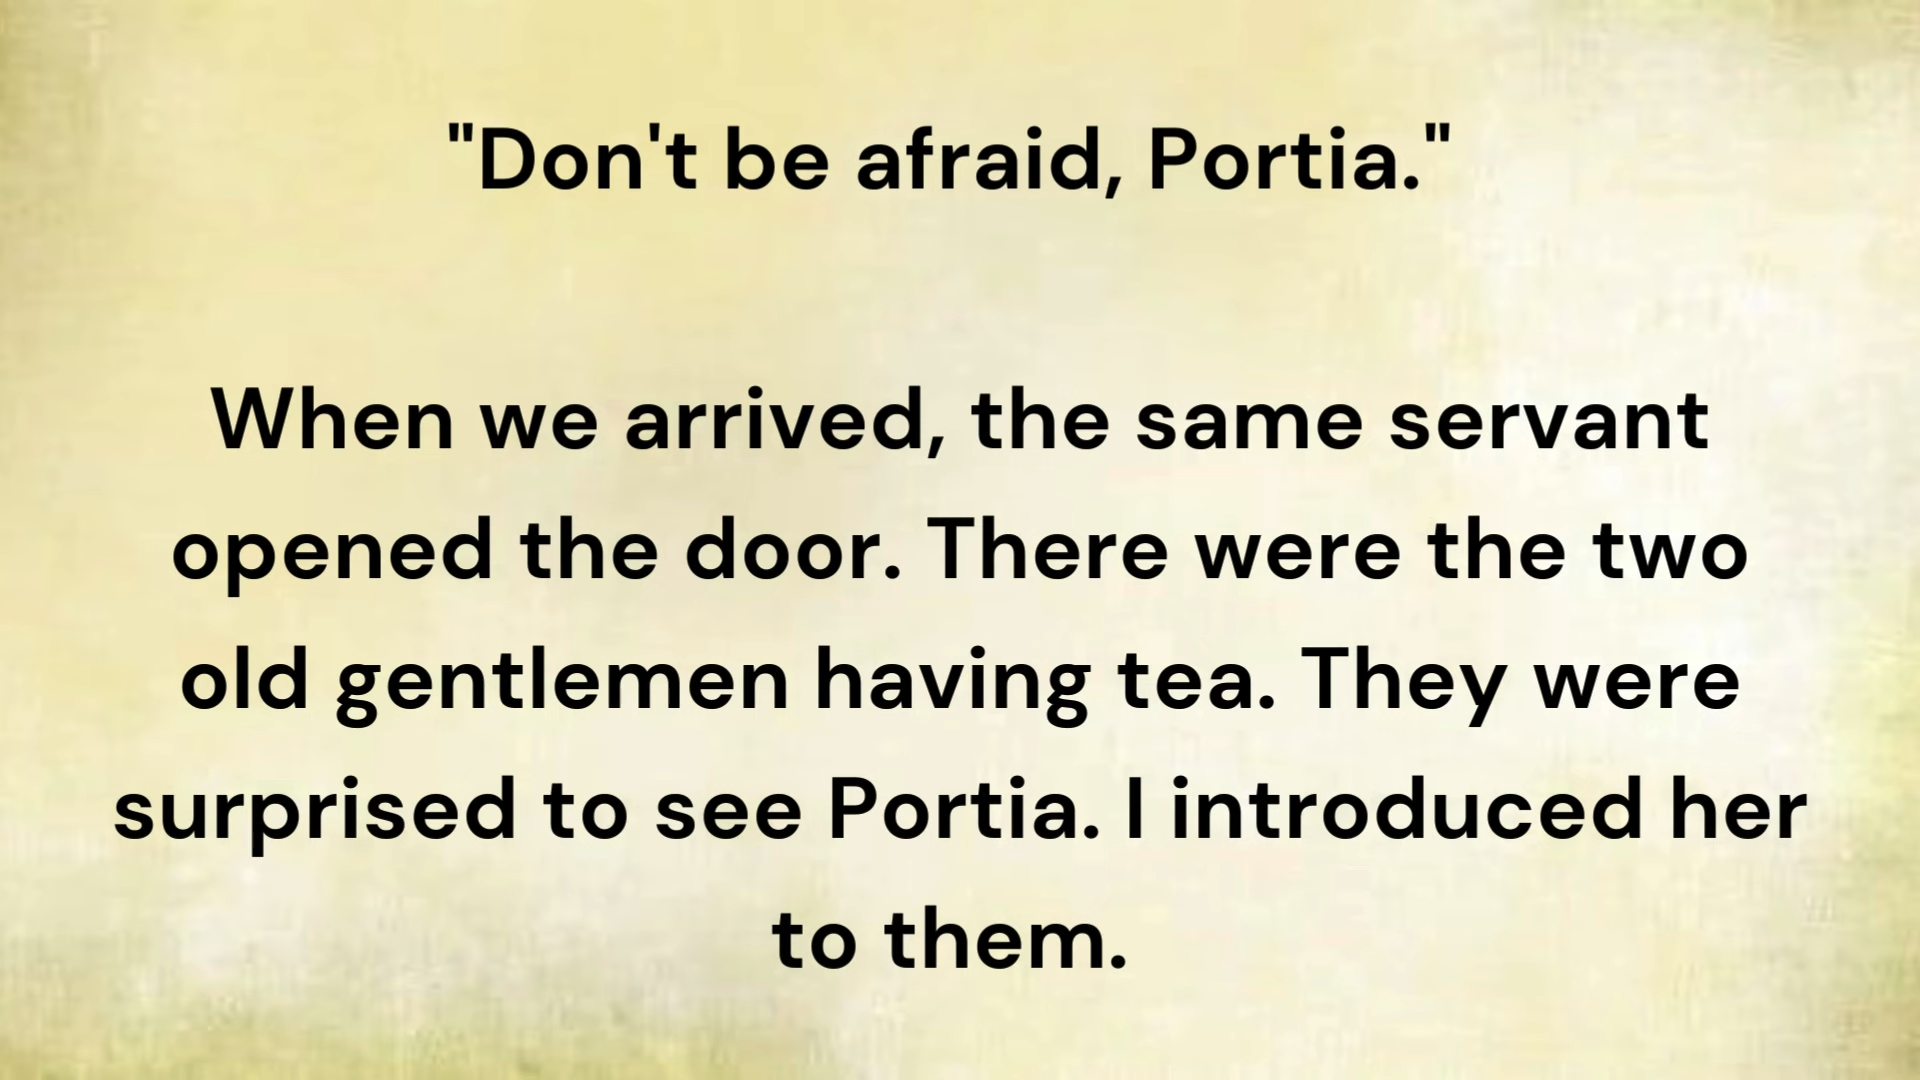 "Don't be afraid, Portia."
When we arrived, the same servant
opened the door. There were the two
old gentlemen having tea. They were
surprised to see Portia. I introduced her
to them.